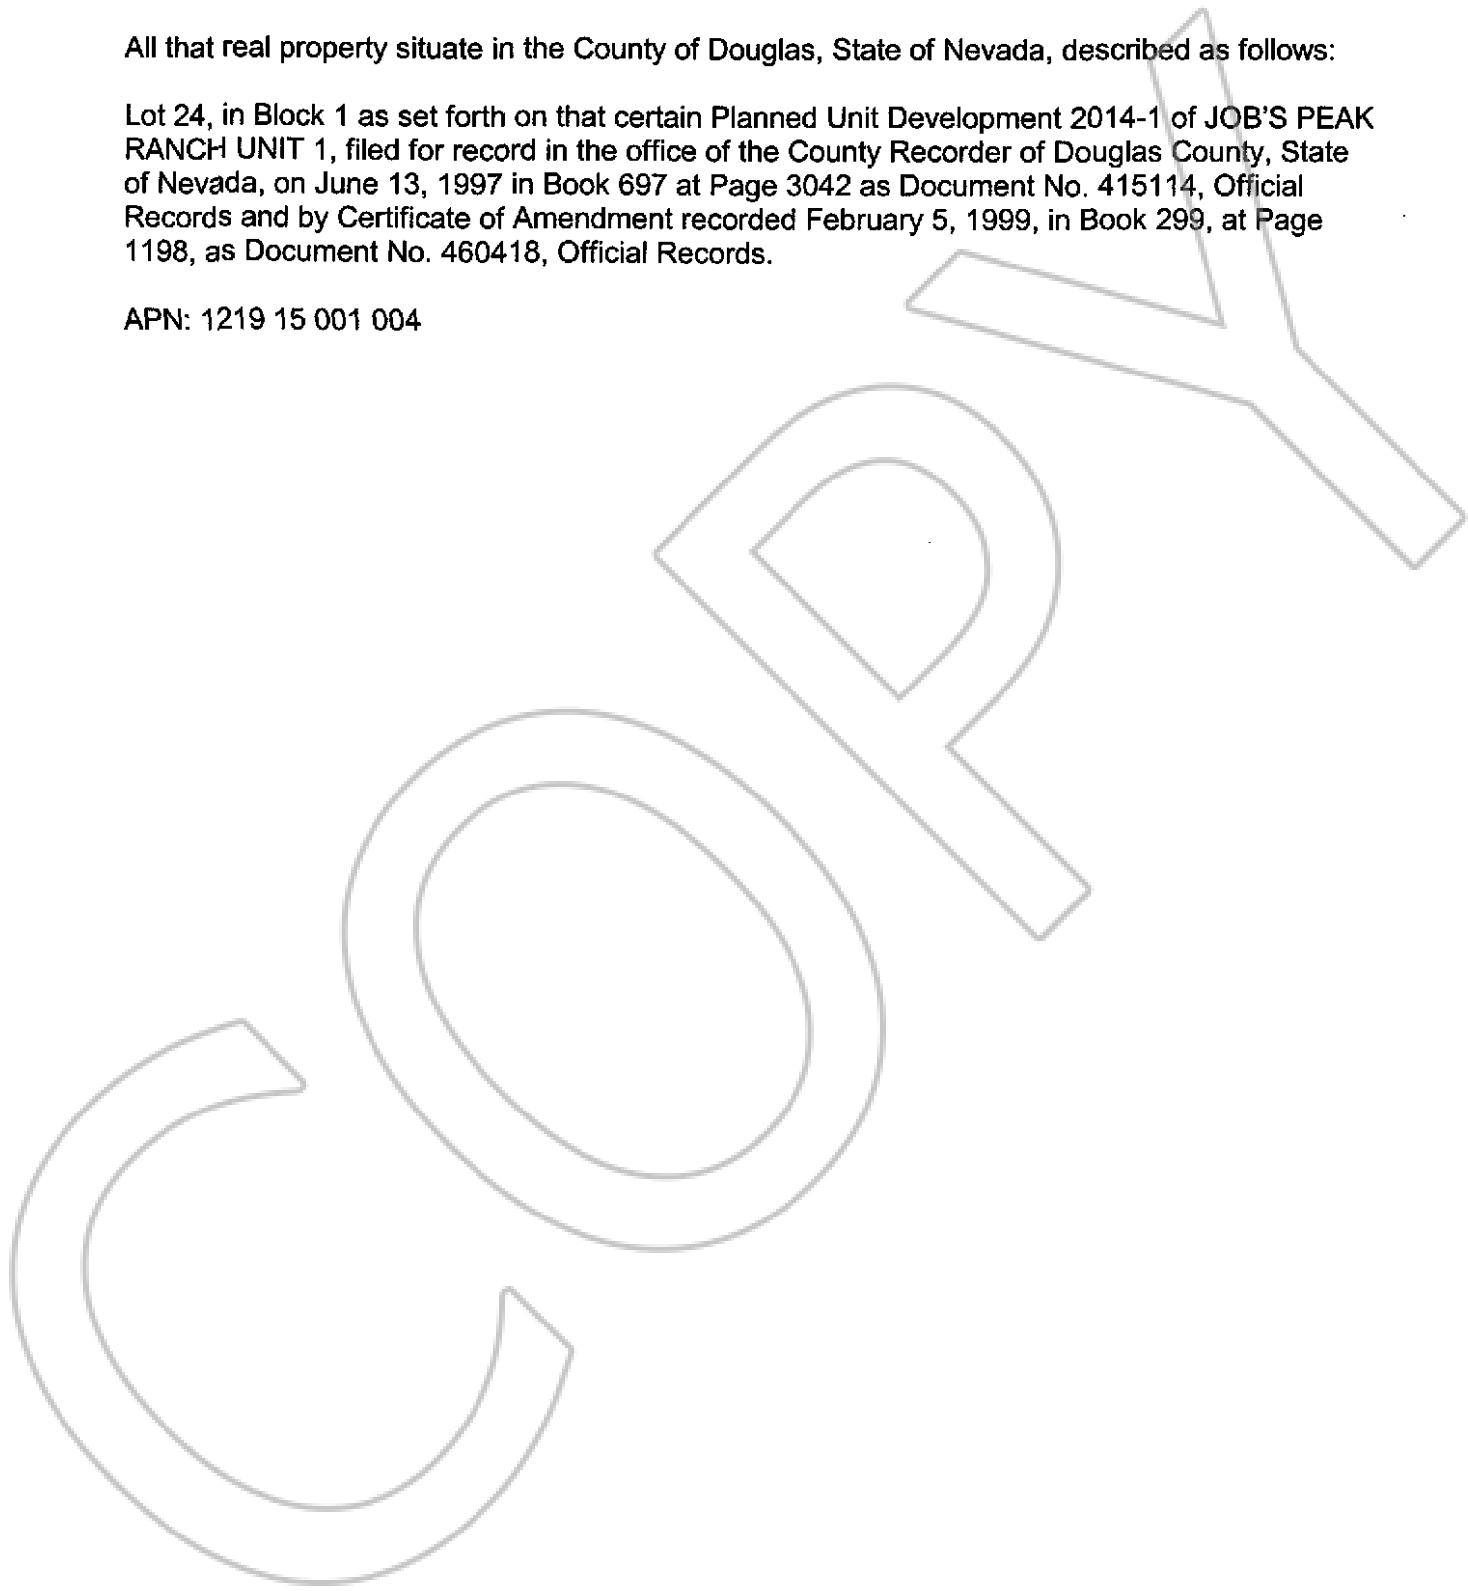 All that real property situate in the County of Douglas, State of Nevada, described as follows:
Lot 24, in Block 1 as set forth on that certain Planned Unit Development 2014-1 of JOB'S PEAK
RANCH UNIT 1, filed for record in the office of the County Recorder of Douglas County, State
of Nevada, on June 13, 1997 in Book 697 at Page 3042 as Document No. 415114, Official
Records and by Certificate of Amendment recorded February 5, 1999, in Book 299, at Page
1198, as Document No. 460418, Official Records.
APN: 1219 15 001 004
COPY